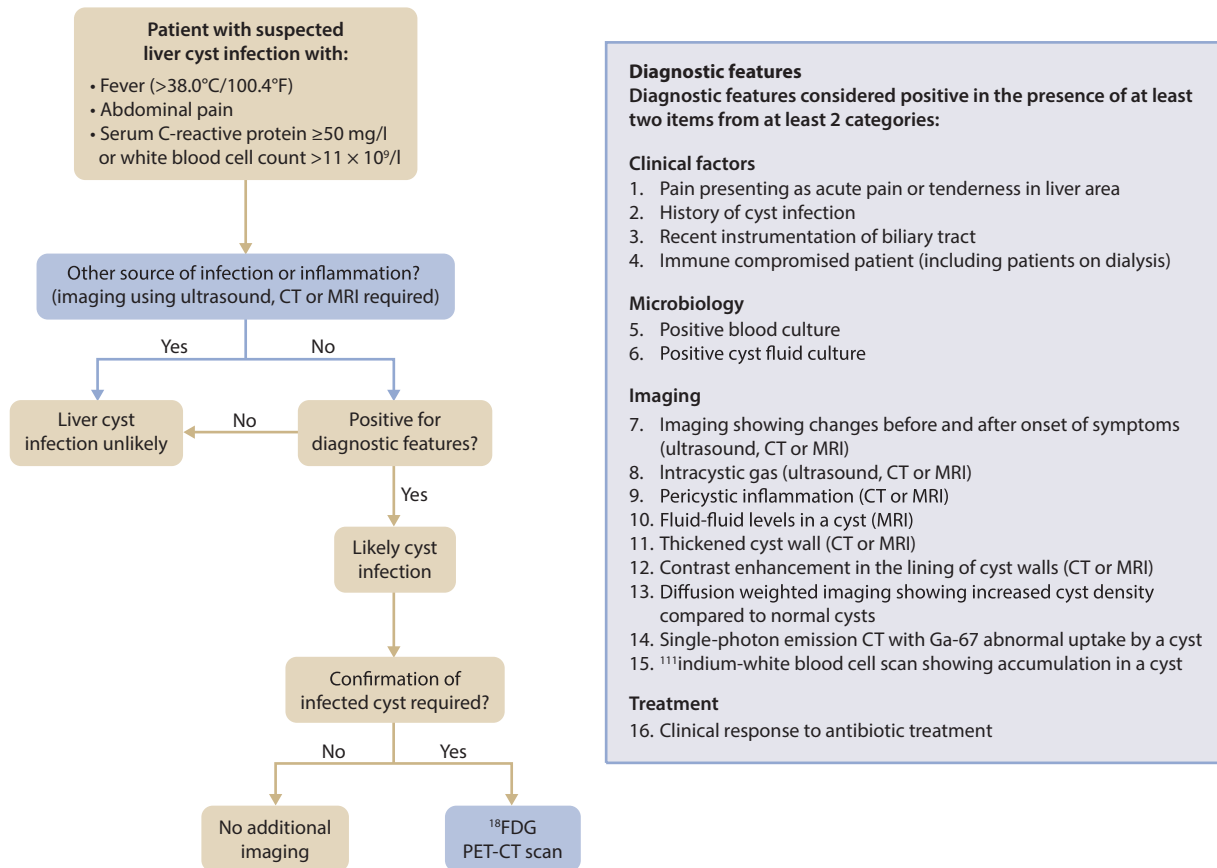 Patient with suspected
liver cyst infection with:
• Fever (>38.0°C/100.4°F)
• Abdominal pain
• Serum C-reactive protein ≥50 mg/l
or white blood cell count >11 × 10⁹/l
Other source of infection or inflammation?
(imaging using ultrasound, CT or MRI required)
Yes
No
Liver cyst
infection unlikely
No
Positive for
diagnostic features?
Yes
Likely cyst
infection
Confirmation of
infected cyst required?
No
Yes
No additional
imaging
¹⁸FDG
PET-CT scan
Diagnostic features
Diagnostic features considered positive in the presence of at least
two items from at least 2 categories:
Clinical factors
1. Pain presenting as acute pain or tenderness in liver area
2. History of cyst infection
3. Recent instrumentation of biliary tract
4. Immune compromised patient (including patients on dialysis)
Microbiology
5. Positive blood culture
6. Positive cyst fluid culture
Imaging
7. Imaging showing changes before and after onset of symptoms
(ultrasound, CT or MRI)
8. Intracystic gas (ultrasound, CT or MRI)
9. Pericystic inflammation (CT or MRI)
10. Fluid-fluid levels in a cyst (MRI)
11. Thickened cyst wall (CT or MRI)
12. Contrast enhancement in the lining of cyst walls (CT or MRI)
13. Diffusion weighted imaging showing increased cyst density
compared to normal cysts
14. Single-photon emission CT with Ga-67 abnormal uptake by a cyst
15. ¹¹¹indium-white blood cell scan showing accumulation in a cyst
Treatment
16. Clinical response to antibiotic treatment